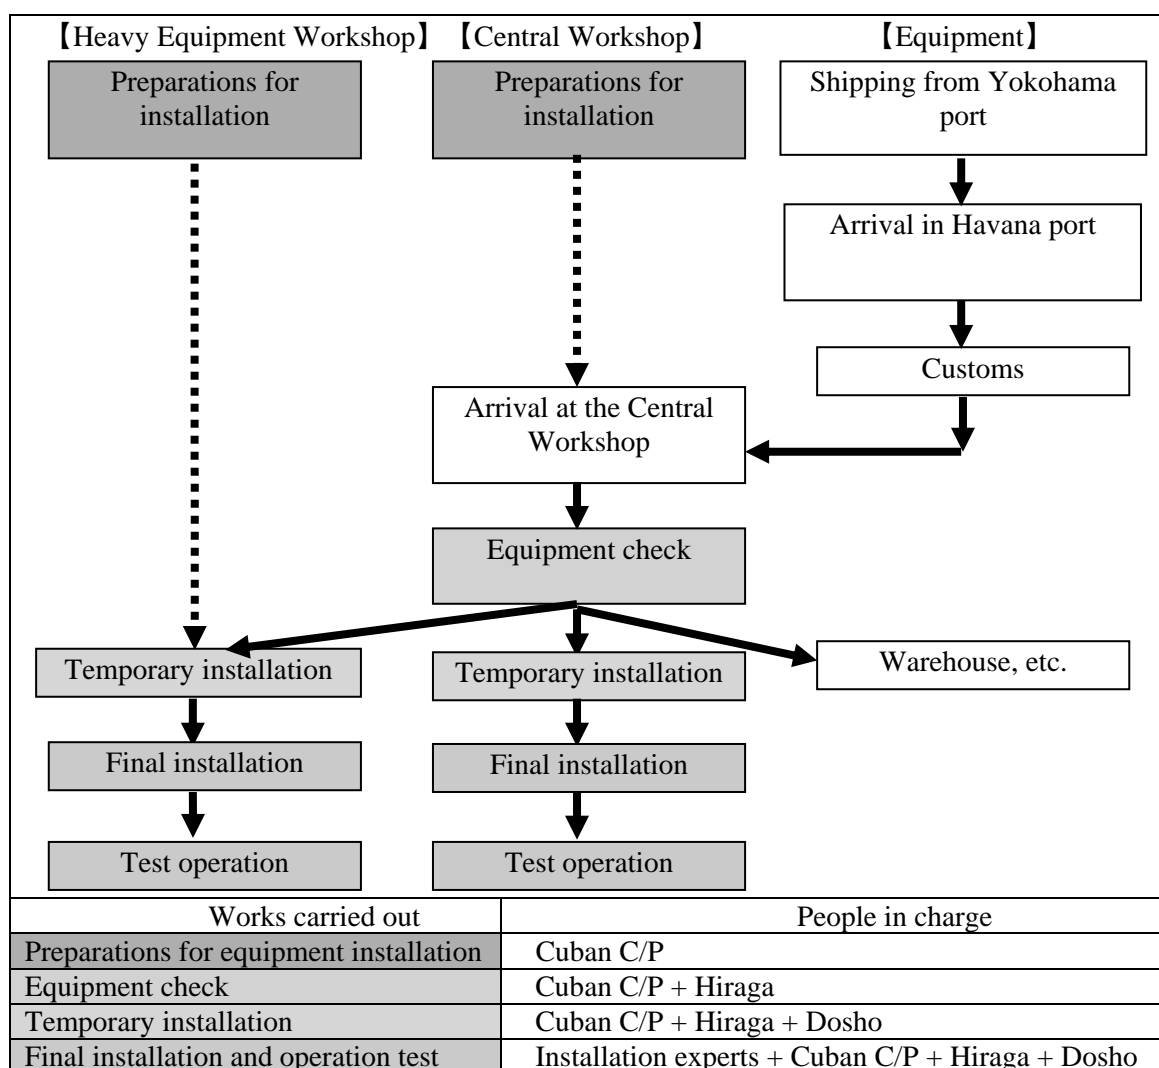 【Heavy Equipment Workshop】 【Central Workshop】 【Equipment】
Preparations for
installation
Preparations for
installation
Shipping from Yokohama
port
Arrival in Havana port
Customs
Arrival at the Central
Workshop
Equipment check
Temporary installation
Temporary installation
Warehouse, etc.
Final installation
Final installation
Test operation
Test operation
Works carried out People in charge
Preparations for equipment installation Cuban C/P
Equipment check Cuban C/P + Hiraga
Temporary installation Cuban C/P + Hiraga + Dosho
Final installation and operation test Installation experts + Cuban C/P + Hiraga + Dosho